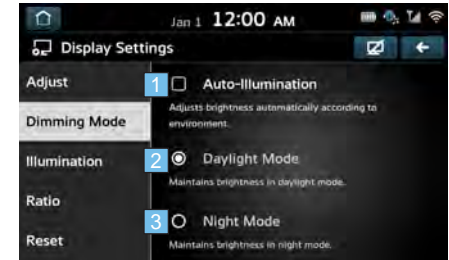 Jan 1 12:00 AM
Display Settings
Adjust
Dimming Mode
Illumination
Ratio
Reset
1 Auto-Illumination
Adjusts brightness automatically according to
environment.
2 Daylight Mode
Maintains brightness in daylight mode.
3 Night Mode
Maintains brightness in night mode.